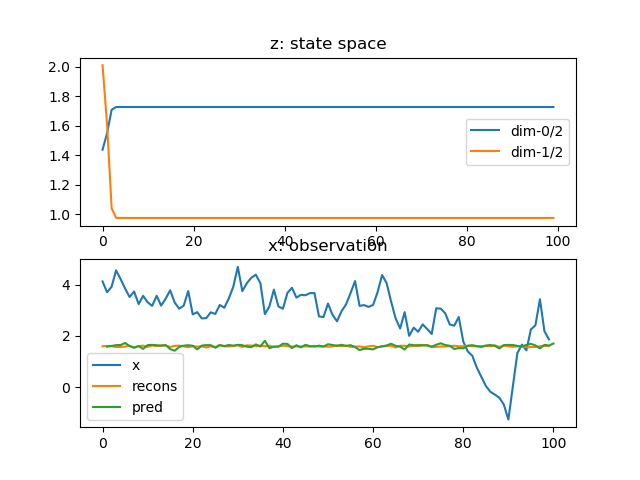 z: state space
2.0
1.8
1.6
1.4
1.2
1.0
dim-0/2
dim-1/2
0 20 40 60 80 100
x: observation
4
2
0
x
recons
pred
0 20 40 60 80 100